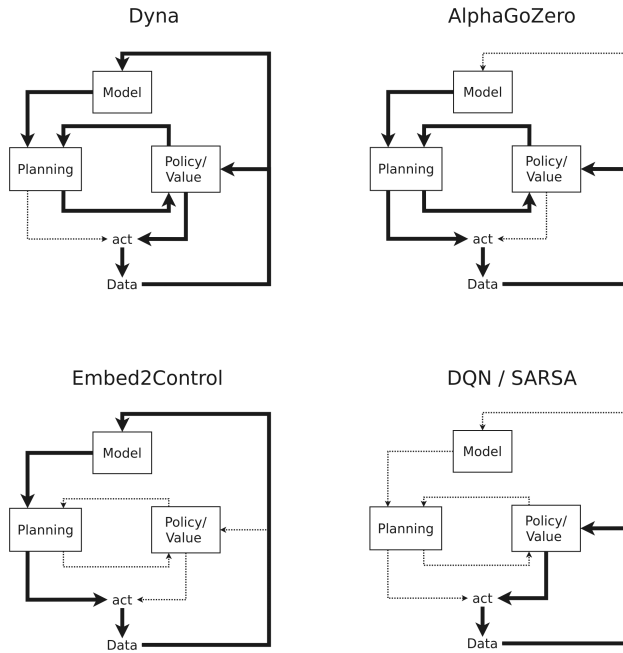 Dyna
Model
Planning
Policy/
Value
act
Data
AlphaGoZero
Model
Planning
Policy/
Value
act
Data
Embed2Control
Model
Planning
Policy/
Value
act
Data
DQN / SARSA
Model
Planning
Policy/
Value
act
Data